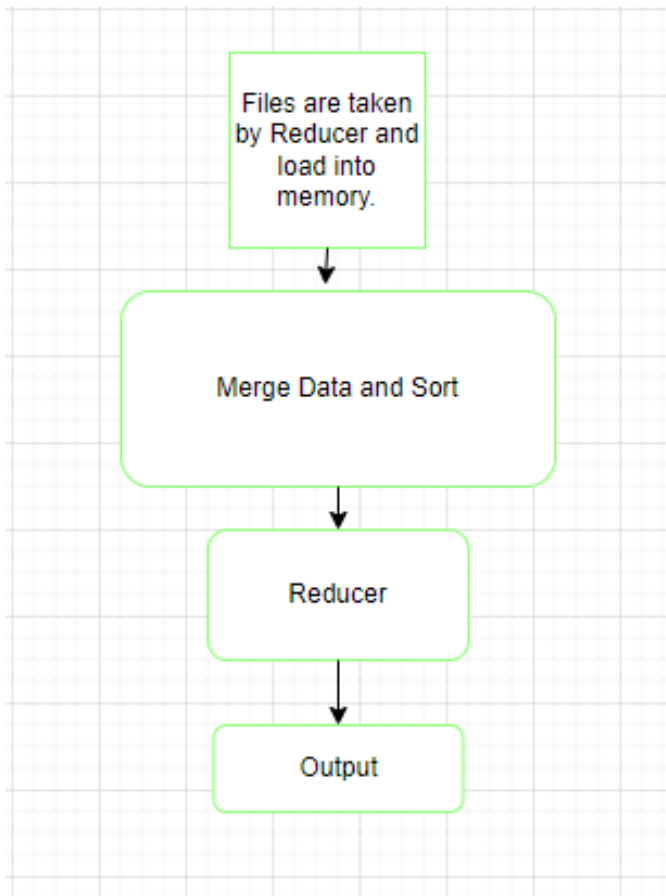 Files are taken
by Reducer and
load into
memory.
Merge Data and Sort
Reducer
Output